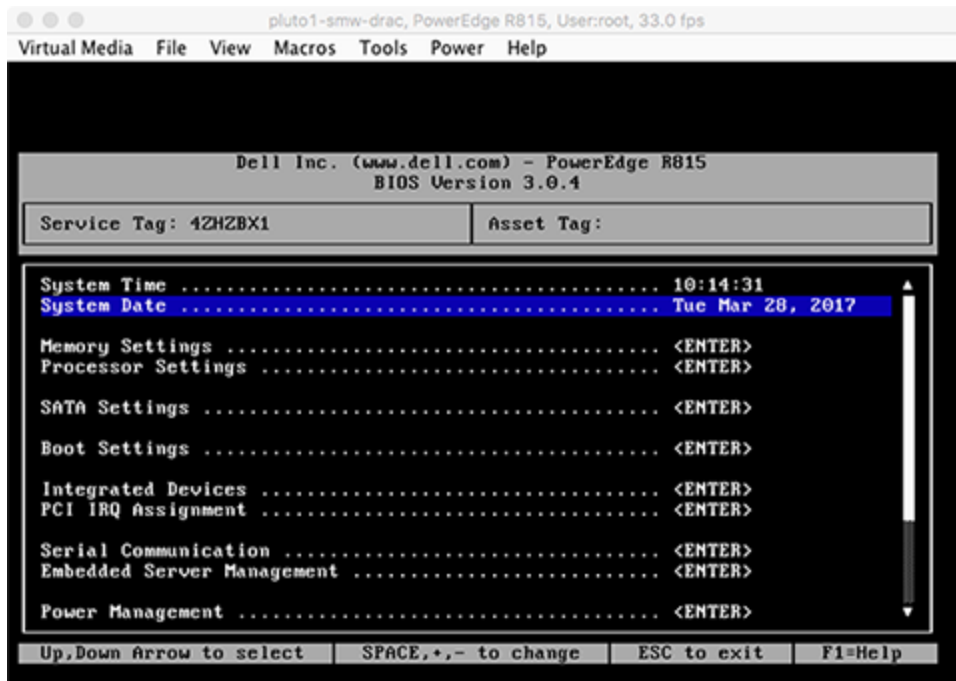 pluto1-smw-drac, PowerEdge R815, User:root, 33.0 fps
Virtual Media File View Macros Tools Power Help
Dell Inc. (www.dell.com) - PowerEdge R815
BIOS Version 3.0.4
Service Tag: 4ZHZBX1 Asset Tag:
System Time ......................................... 10:14:31
System Date ......................................... Tue Mar 28, 2017
Memory Settings ..................................... <ENTER>
Processor Settings .................................. <ENTER>
SATA Settings ....................................... <ENTER>
Boot Settings ....................................... <ENTER>
Integrated Devices .................................. <ENTER>
PCI IRQ Assignment .................................. <ENTER>
Serial Communication ................................ <ENTER>
Embedded Server Management .......................... <ENTER>
Power Management .................................... <ENTER>
Up,Down Arrow to select SPACE,+,- to change ESC to exit F1=Help